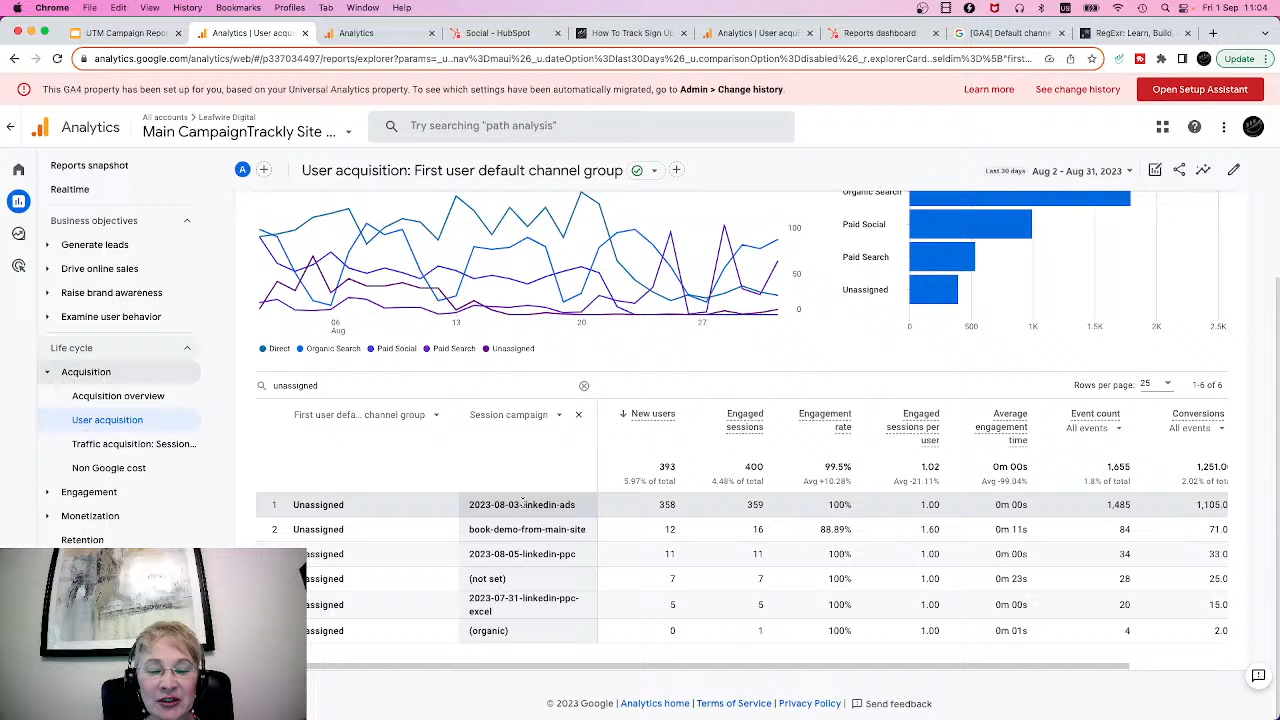 Chrome File Edit View History Bookmarks Profiles Tab Window Help Fri 1 Sep 11:04
UTM Campaign Repor
Analytics | User acqu
Analytics
Social - HubSpot
How To Track Sign Up
Analytics | User acqu
Reports dashboard
[GA4] Default channe
RegExr: Learn, Build,
analytics.google.com/analytics/web/#/p337034497/reports/explorer?param
nav%3Dmaui%26_u.dateOption%3Dlast30Days%26_u.comparisonOption%3Ddisabled%26_r.explorerCard..seldim%3D%5B"first...
Update
This GA4 property has been set up for you, based on your Universal Analytics property. To see which settings have been automatically migrated, go to Admin > Change history.
Learn more
See change history
Open Setup Assistant
Analytics
All accounts > Leafwire Digital
Main CampaignTrackly Site ...
Try searching "path analysis"
Reports snapshot
Realtime
Business objectives
Generate leads
Drive online sales
Raise brand awareness
Examine user behavior
Life cycle
Acquisition
Acquisition overview
User acquisition
Traffic acquisition: Session...
Non Google cost
Engagement
Monetization
Retention
A
User acquisition: First user default channel group
Last 30 days Aug 2 - Aug 31, 2023
100
50
0
06
Aug
13
20
27
Direct Organic Search Paid Social Paid Search Unassigned
Organic Search
Paid Social
Paid Search
Unassigned
0 500 1K 1.5K 2K 2.5K
unassigned
Rows per page: 25 1-6 of 6
First user defa... channel group
Session campaign
New users
Engaged
sessions
Engagement
rate
Engaged
sessions per
user
Average
engagement
time
Event count
All events
Conversions
All events
393 400 99.5% 1.02 0m 00s 1,655 1,251.0
5.97% of total 4.48% of total Avg +10.28% Avg -21.11% Avg -99.04% 1.8% of total 2.02% of tota
1 Unassigned 2023-08-03-linkedin-ads 358 359 100% 1.00 0m 00s 1,485 1,105.0
2 Unassigned book-demo-from-main-site 12 16 88.89% 1.60 0m 11s 84 71.0
assigned 2023-08-05-linkedin-ppc 11 11 100% 1.00 0m 00s 34 33.0
assigned (not set) 7 7 100% 1.00 0m 23s 28 25.0
assigned 2023-07-31-linkedin-ppc-
excel 5 5 100% 1.00 0m 00s 20 15.0
assigned (organic) 0 1 100% 1.00 0m 01s 4 2.0
© 2023 Google | Analytics home | Terms of Service | Privacy Policy | Send feedback